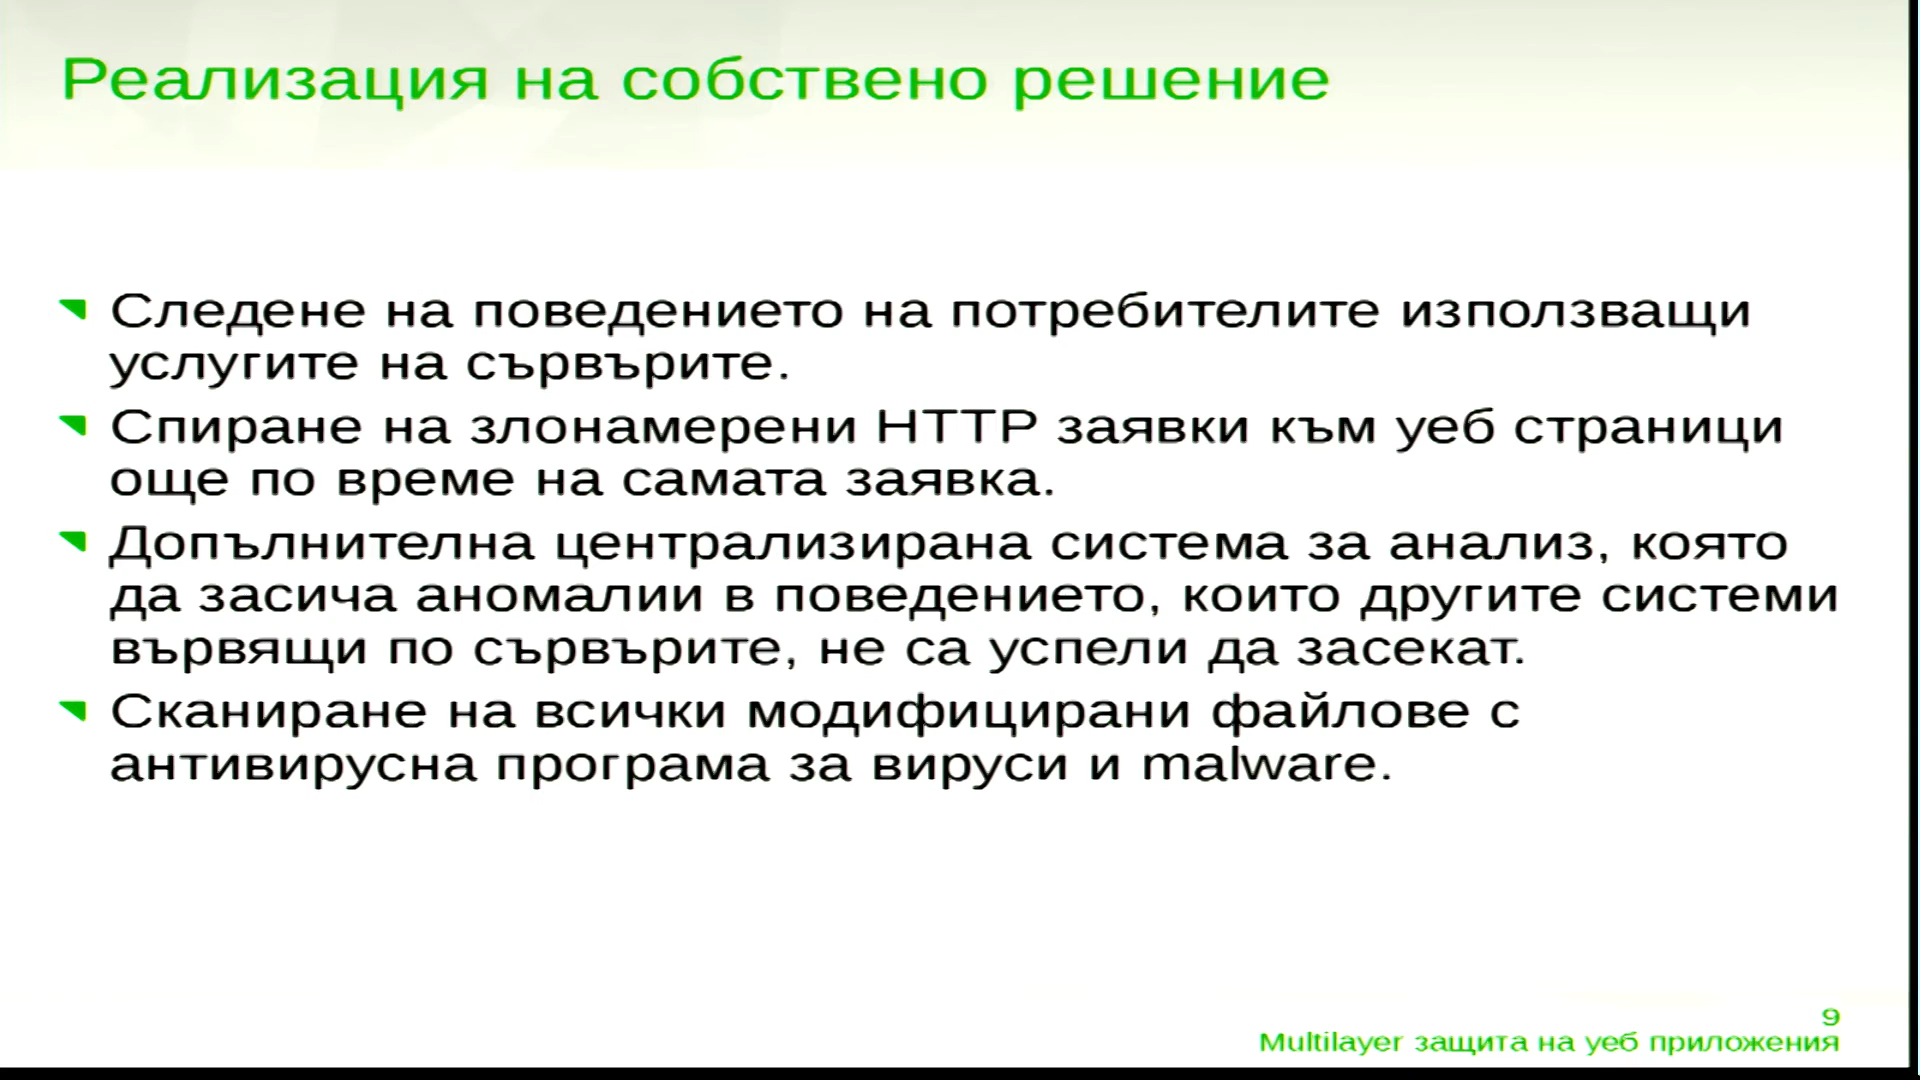 Реализация на собствено решение
Следене на поведението на потребителите използващи
услугите на сървърите.
Спиране на злонамерени HTTP заявки към уеб страници
още по време на самата заявка.
Допълнителна централизирана система за анализ, която
да засича аномалии в поведението, които другите системи
вървящи по сървърите, не са успели да засекат.
Сканиране на всички модифицирани файлове с
антивирусна програма за вируси и malware.
9
Multilayer защита на уеб приложения